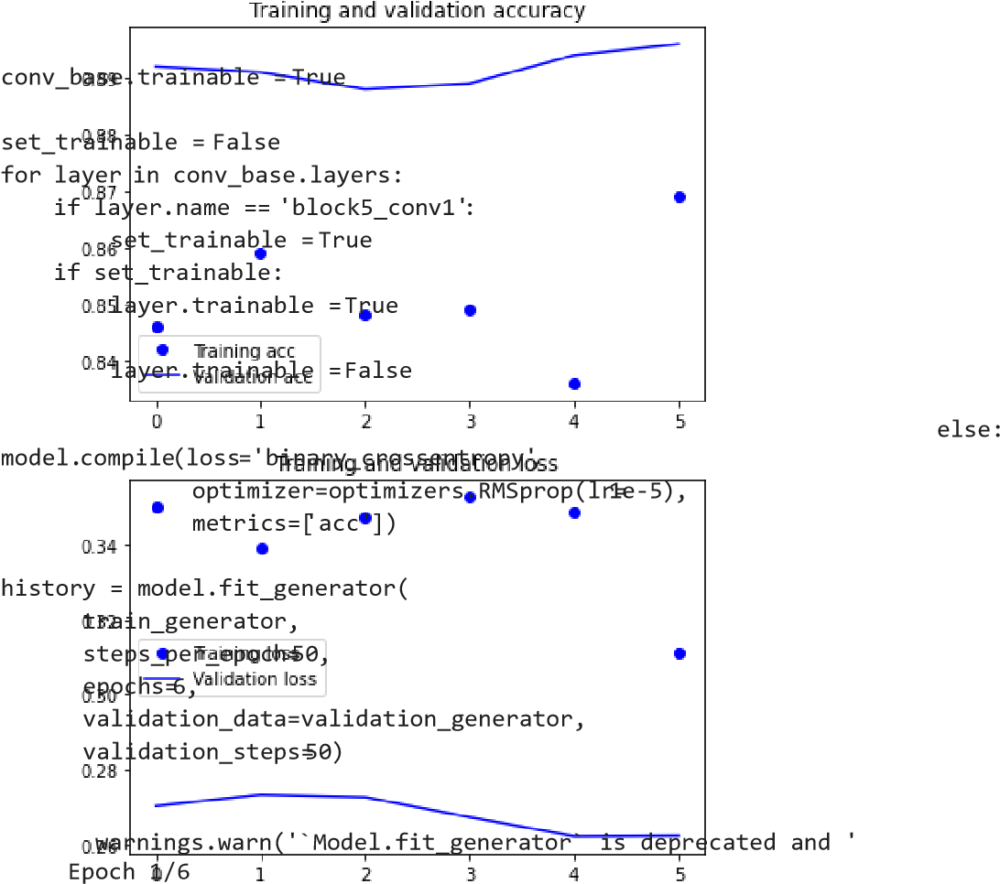 Training and validation accuracy
conv_base.trainable = True
0.89
0.88
set_trainable = False
for layer in conv_base.layers:
0.87
if layer.name == 'block5_conv1':
0.86
set_trainable = True
if set_trainable:
0.85
layer.trainable = True
Training acc
0.84
layer.trainable = False
Validation acc
0 1 2 3 4 5
else:
model.compile(loss='binary_crossentropy',
Training and validation loss
optimizer=optimizers.RMSprop(lr=1e-5),
metrics=['acc'])
0.34
history = model.fit_generator(
0.32
train_generator,
steps_per_epoch=50,
Training loss
epochs=6,
Validation loss
0.30
validation_data=validation_generator,
validation_steps=50)
0.28
0.26
warnings.warn('`Model.fit_generator` is deprecated and '
Epoch 1/6
0 1 2 3 4 5